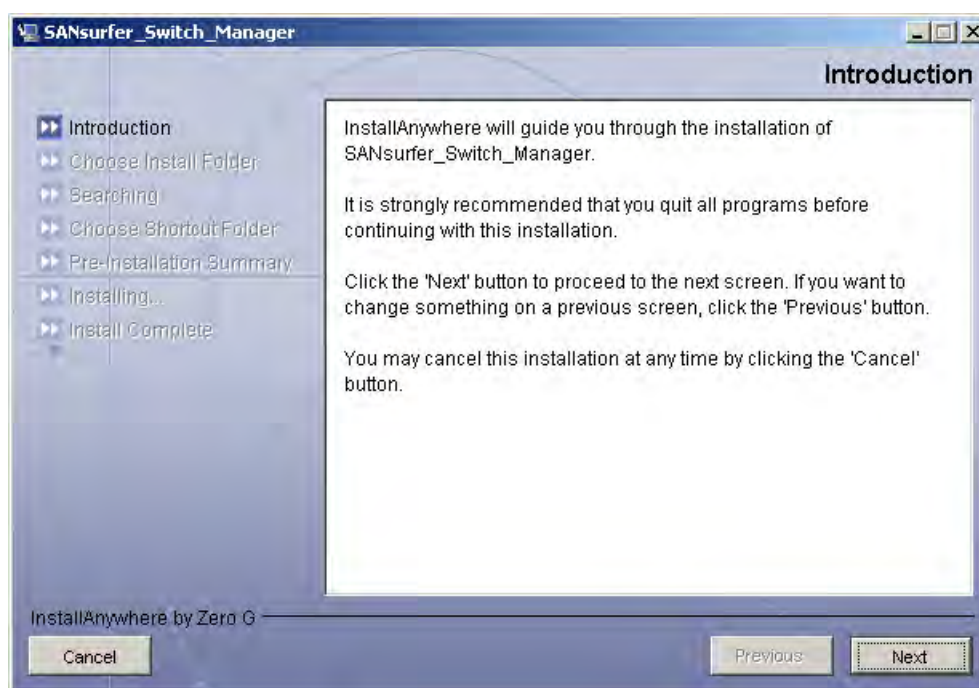 SANsurfer_Switch_Manager
Introduction
Introduction
Choose Install Folder
Searching
Choose Shortcut Folder
Pre-Installation Summary
Installing...
Install Complete
InstallAnywhere will guide you through the installation of
SANsurfer_Switch_Manager.
It is strongly recommended that you quit all programs before
continuing with this installation.
Click the 'Next' button to proceed to the next screen. If you want to
change something on a previous screen, click the 'Previous' button.
You may cancel this installation at any time by clicking the 'Cancel'
button.
InstallAnywhere by Zero G
Cancel
Previous
Next